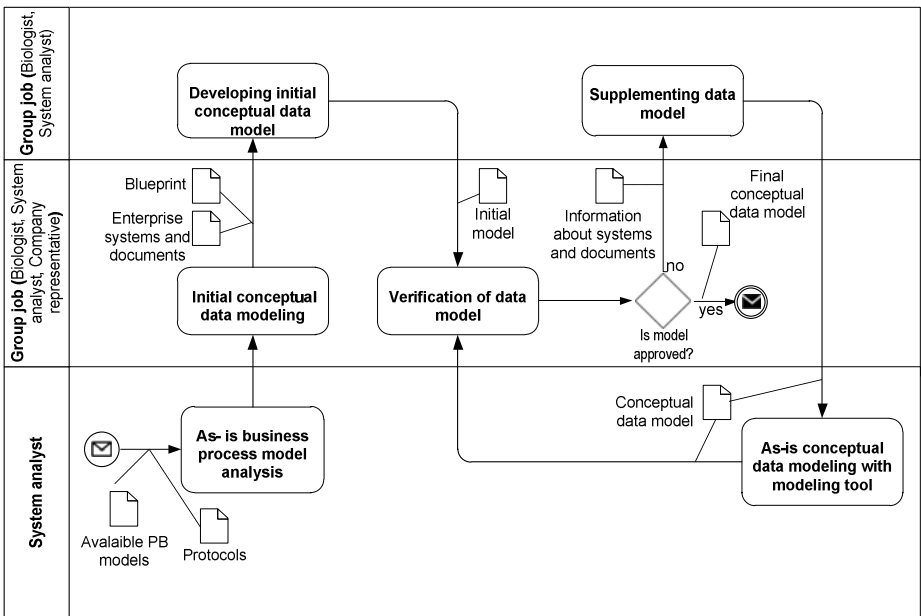 Group job (Biologist,
System analyst)
Developing initial
conceptual data
model
Supplementing data
model
Group job (Biologist, System
analyst, Company
representative)
Blueprint
Enterprise
systems and
documents
Initial conceptual
data modeling
Initial
model
Verification of data
model
Information
about systems
and documents
Final
conceptual
data model
no
yes
Is model
approved?
System analyst
As- is business
process model
analysis
Avalaible PB
models
Protocols
Conceptual
data model
As-is conceptual
data modeling with
modeling tool